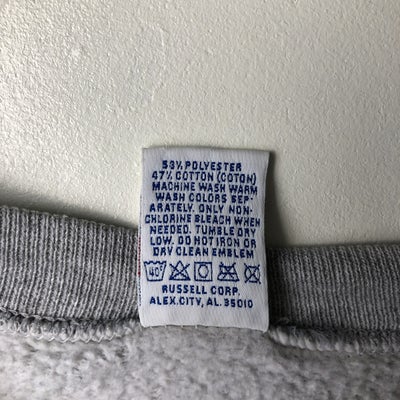 53% POLYESTER
47% COTTON (COTON)
MACHINE WASH WARM
WASH COLORS SEP-
ARATELY. ONLY NON-
CHLORINE BLEACH WHEN
NEEDED. TUMBLE DRY
LOW. DO NOT IRON OR
DRY CLEAN EMBLEM
40°
RUSSELL CORP.
ALEX.CITY, AL. 35010